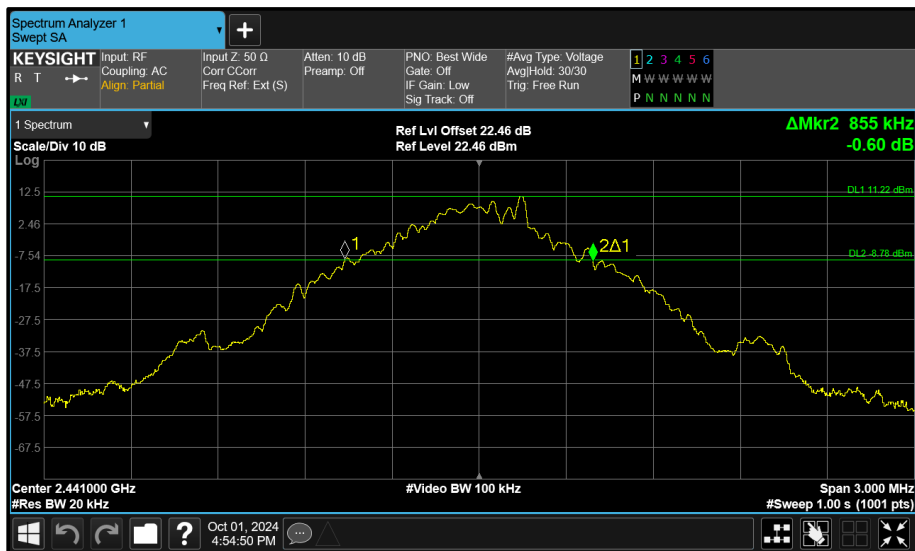 Spectrum Analyzer 1
Swept SA
KEYSIGHT
R T
LXI
Input: RF
Coupling: AC
Align: Partial
Input Z: 50 Ω
Corr CCorr
Freq Ref: Ext (S)
Atten: 10 dB
Preamp: Off
PNO: Best Wide
Gate: Off
IF Gain: Low
Sig Track: Off
#Avg Type: Voltage
Avg|Hold: 30/30
Trig: Free Run
1 2 3 4 5 6
M W W W W W
P N N N N N
1 Spectrum
Scale/Div 10 dB
Ref Lvl Offset 22.46 dB
Ref Level 22.46 dBm
ΔMkr2 855 kHz
-0.60 dB
Log
12.5
DL1 11.22 dBm
2.46
1
2Δ1
-7.54
DL2 -8.78 dBm
-17.5
-27.5
-37.5
-47.5
-57.5
-67.5
Center 2.441000 GHz
#Video BW 100 kHz
Span 3.000 MHz
#Res BW 20 kHz
#Sweep 1.00 s (1001 pts)
?
Oct 01, 2024
4:54:50 PM